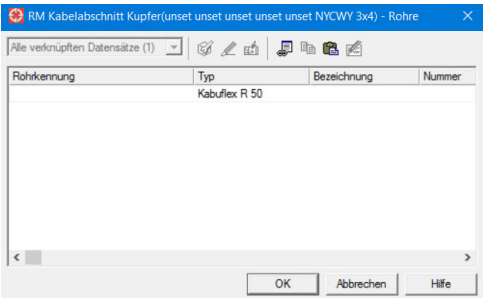 RM Kabelabschnitt Kupfer(unset unset unset unset unset NYCWY 3x4) - Rohre
Alle verknüpften Datensätze (1)
Rohrkennung Typ Bezeichnung Nummer
Kabuflex R 50
OK Abbrechen Hilfe